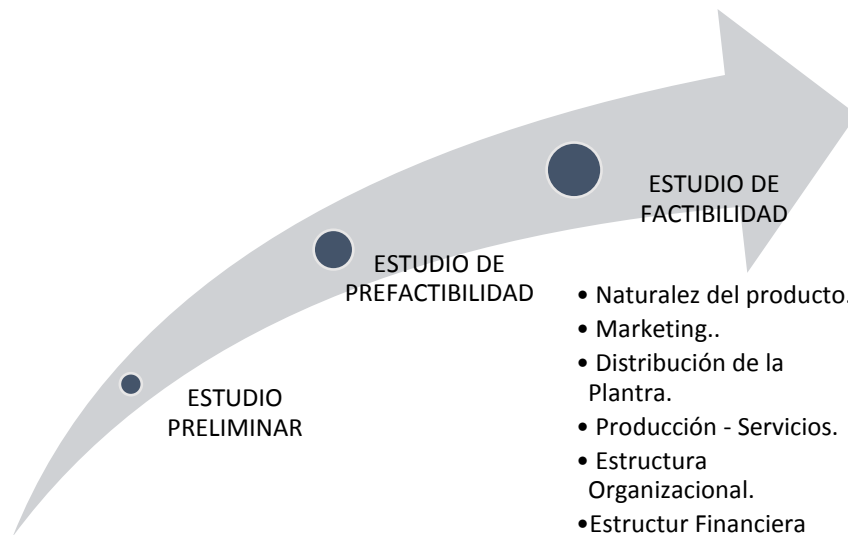 ESTUDIO DE
FACTIBILIDAD
ESTUDIO DE
PREFACTIBILIDAD
ESTUDIO
PRELIMINAR
• Naturalez del producto.
• Marketing..
• Distribución de la
Plantra.
• Producción - Servicios.
• Estructura
Organizacional.
•Estructur Financiera